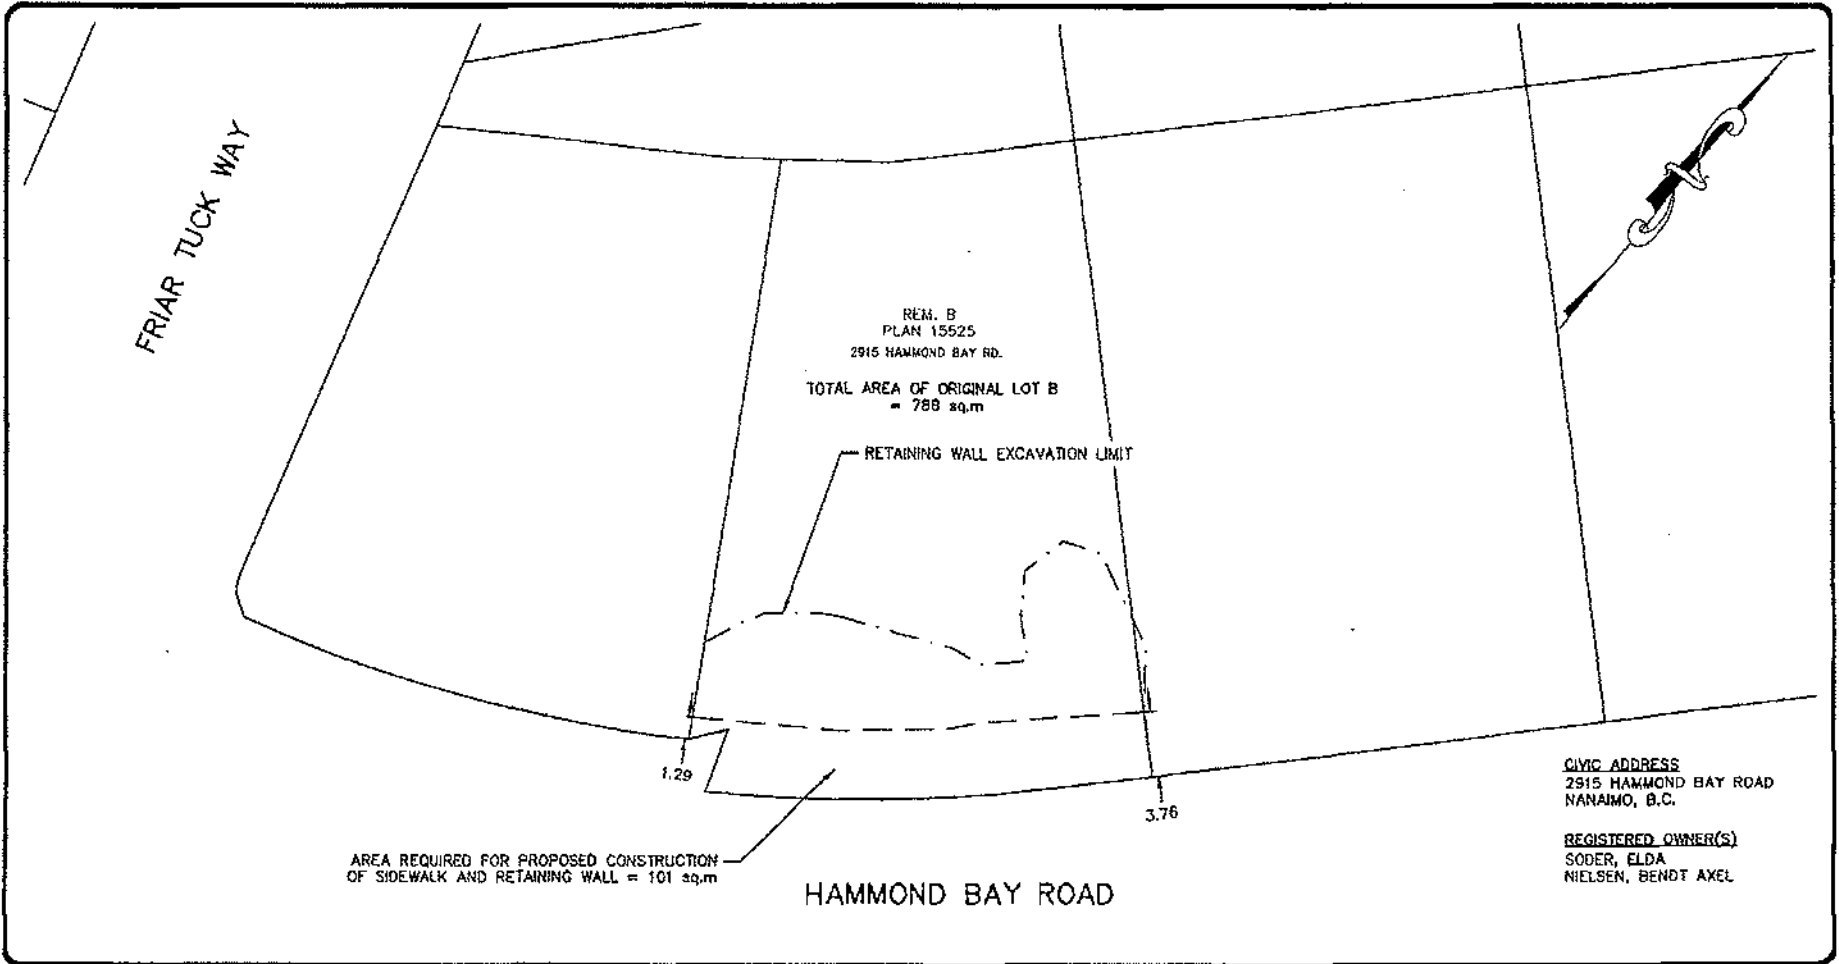 FRIAR TUCK WAY
REM. B
PLAN 15525
2915 HAMMOND BAY RD.
TOTAL AREA OF ORIGINAL LOT B
= 788 sq.m
RETAINING WALL EXCAVATION LIMIT
1.29
3.76
AREA REQUIRED FOR PROPOSED CONSTRUCTION
OF SIDEWALK AND RETAINING WALL = 101 sq.m
HAMMOND BAY ROAD
CIVIC ADDRESS
2915 HAMMOND BAY ROAD
NANAIMO, B.C.
REGISTERED OWNER(S)
SODER, ELDA
NIELSEN, BENDT AXEL